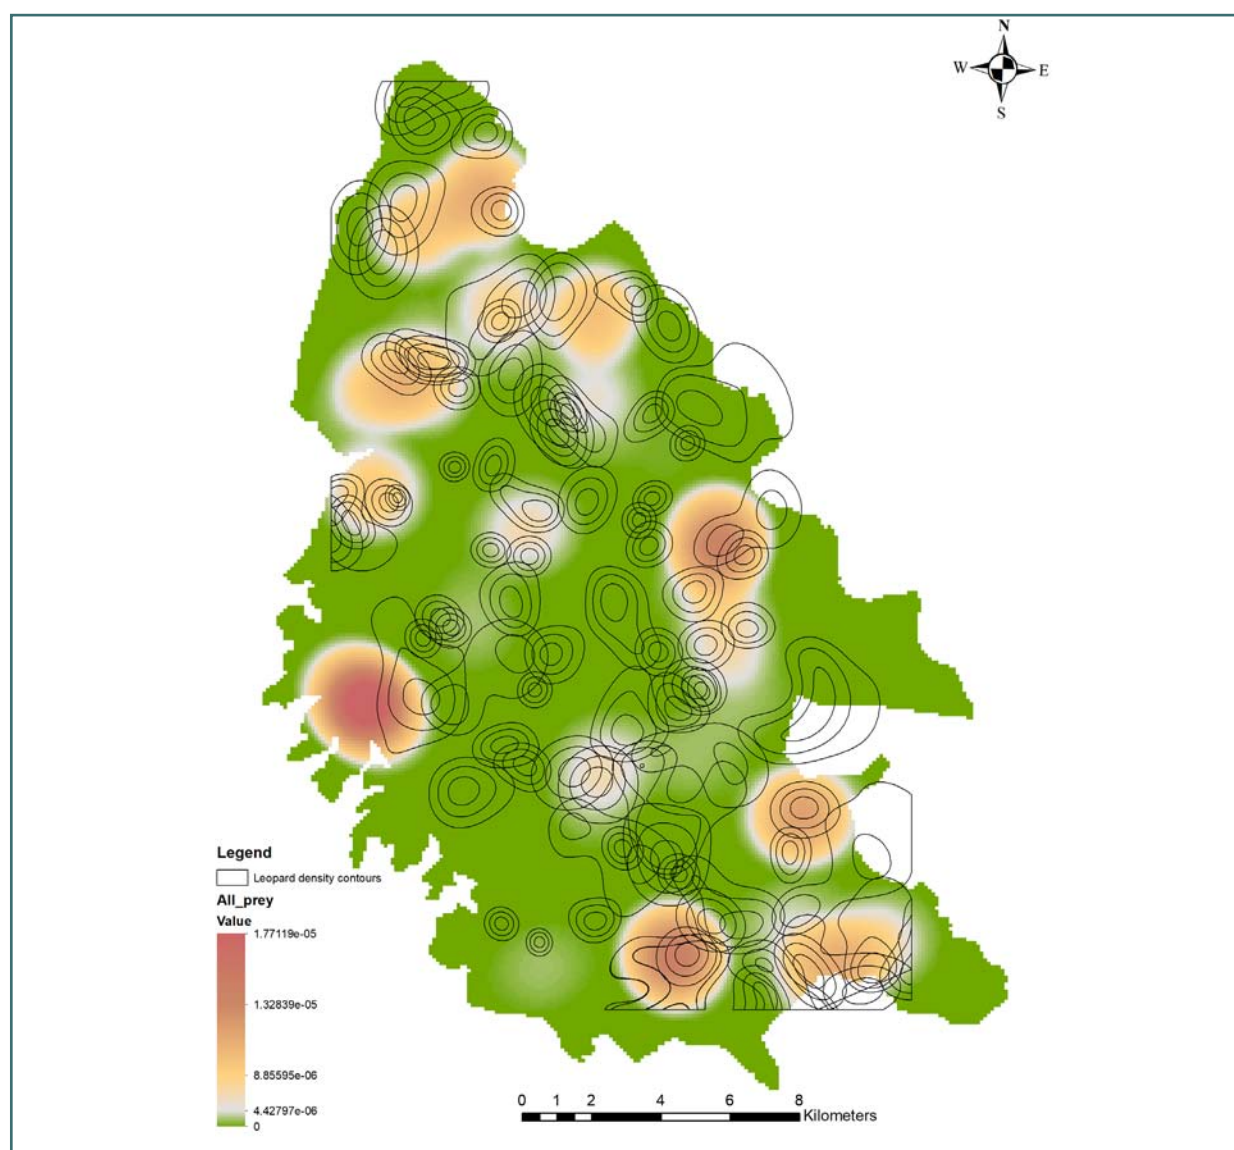 N
W E
S
Legend
Leopard density contours
All_prey
Value
1.77119e-05
1.32839e-05
8.85595e-06
4.42797e-06
0
0 1 2 4 6 8
Kilometers